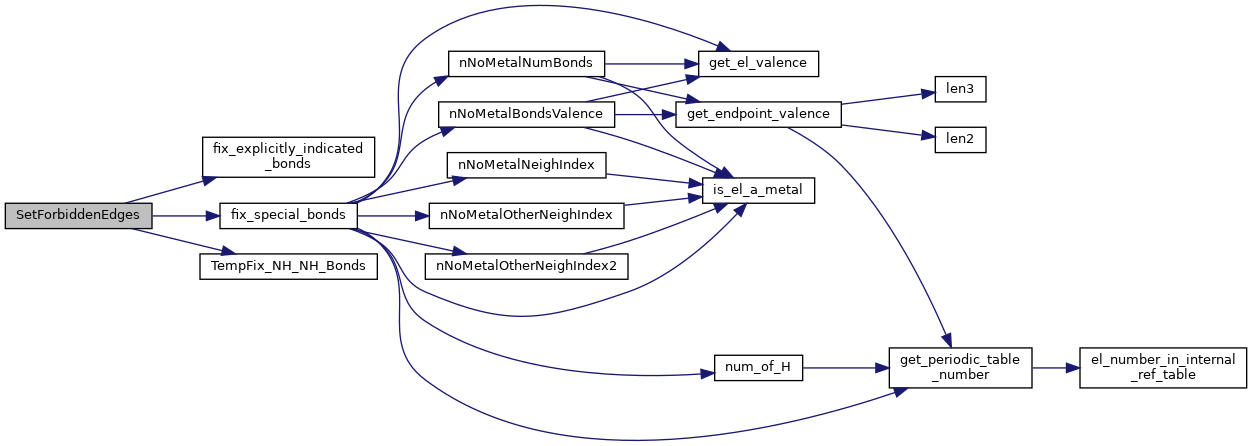 SetForbiddenEdges
fix_explicitly_indicated
_bonds
fix_special_bonds
TempFix_NH_NH_Bonds
nNoMetalNumBonds
nNoMetalBondsValence
nNoMetalNeighIndex
nNoMetalOtherNeighIndex
nNoMetalOtherNeighIndex2
get_el_valence
get_endpoint_valence
is_el_a_metal
num_of_H
len3
len2
get_periodic_table
_number
el_number_in_internal
_ref_table